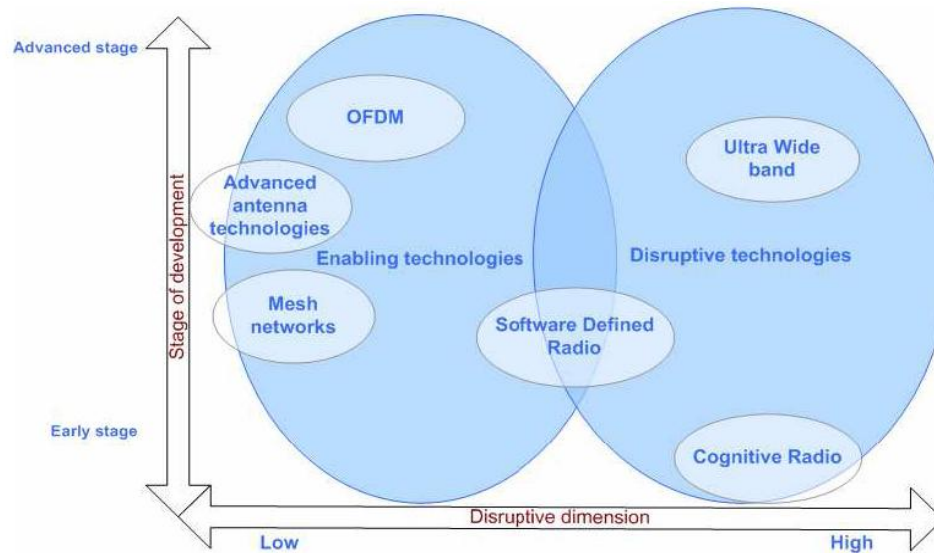 Advanced stage
OFDM
Ultra Wide
band
Advanced
antenna
technologies
Stage of development
Enabling technologies
Disruptive technologies
Mesh
networks
Software Defined
Radio
Early stage
Cognitive Radio
Disruptive dimension
Low
High